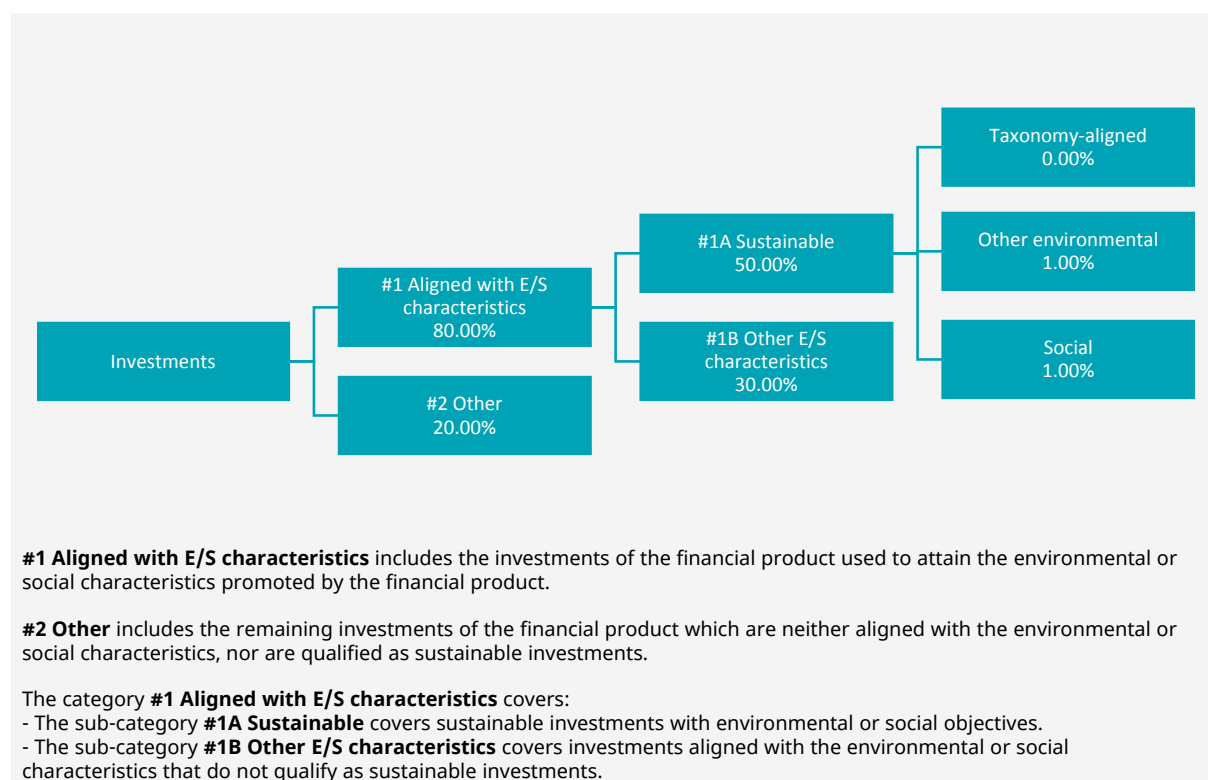 Investments
#1 Aligned with E/S
characteristics
80.00%
#2 Other
20.00%
#1A Sustainable
50.00%
#1B Other E/S
characteristics
30.00%
Taxonomy-aligned
0.00%
Other environmental
1.00%
Social
1.00%
#1 Aligned with E/S characteristics includes the investments of the financial product used to attain the environmental or
social characteristics promoted by the financial product.
#2 Other includes the remaining investments of the financial product which are neither aligned with the environmental or
social characteristics, nor are qualified as sustainable investments.
The category #1 Aligned with E/S characteristics covers:
- The sub-category #1A Sustainable covers sustainable investments with environmental or social objectives.
- The sub-category #1B Other E/S characteristics covers investments aligned with the environmental or social
characteristics that do not qualify as sustainable investments.